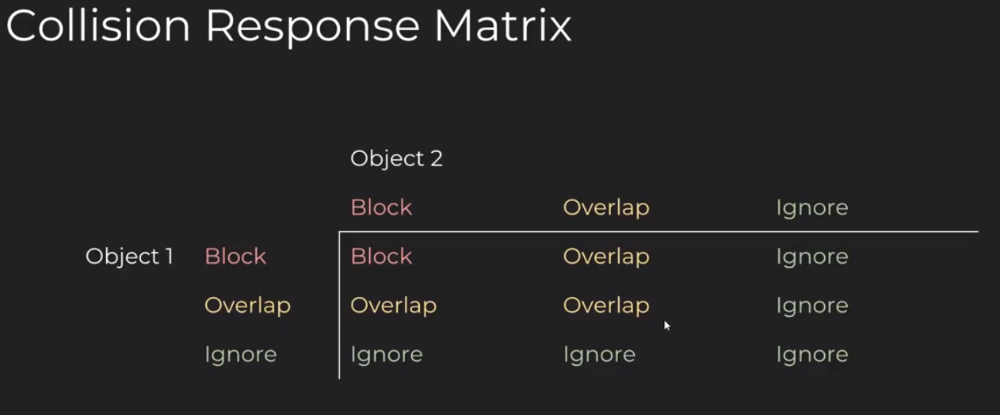 Collision Response Matrix
Object 2
Block Overlap Ignore
Object 1 Block Block Overlap Ignore
Overlap Overlap Overlap Ignore
Ignore Ignore Ignore Ignore